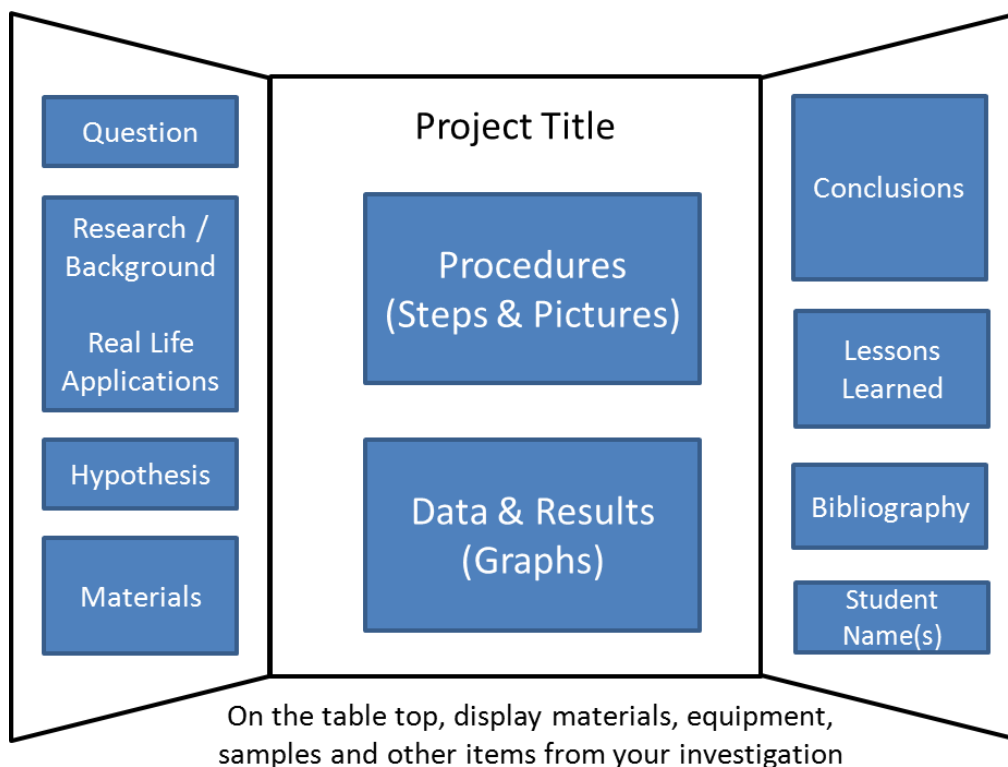 Question
Research /
Background
Real Life
Applications
Hypothesis
Materials
Project Title
Procedures
(Steps & Pictures)
Data & Results
(Graphs)
Conclusions
Lessons
Learned
Bibliography
Student
Name(s)
On the table top, display materials, equipment,
samples and other items from your investigation